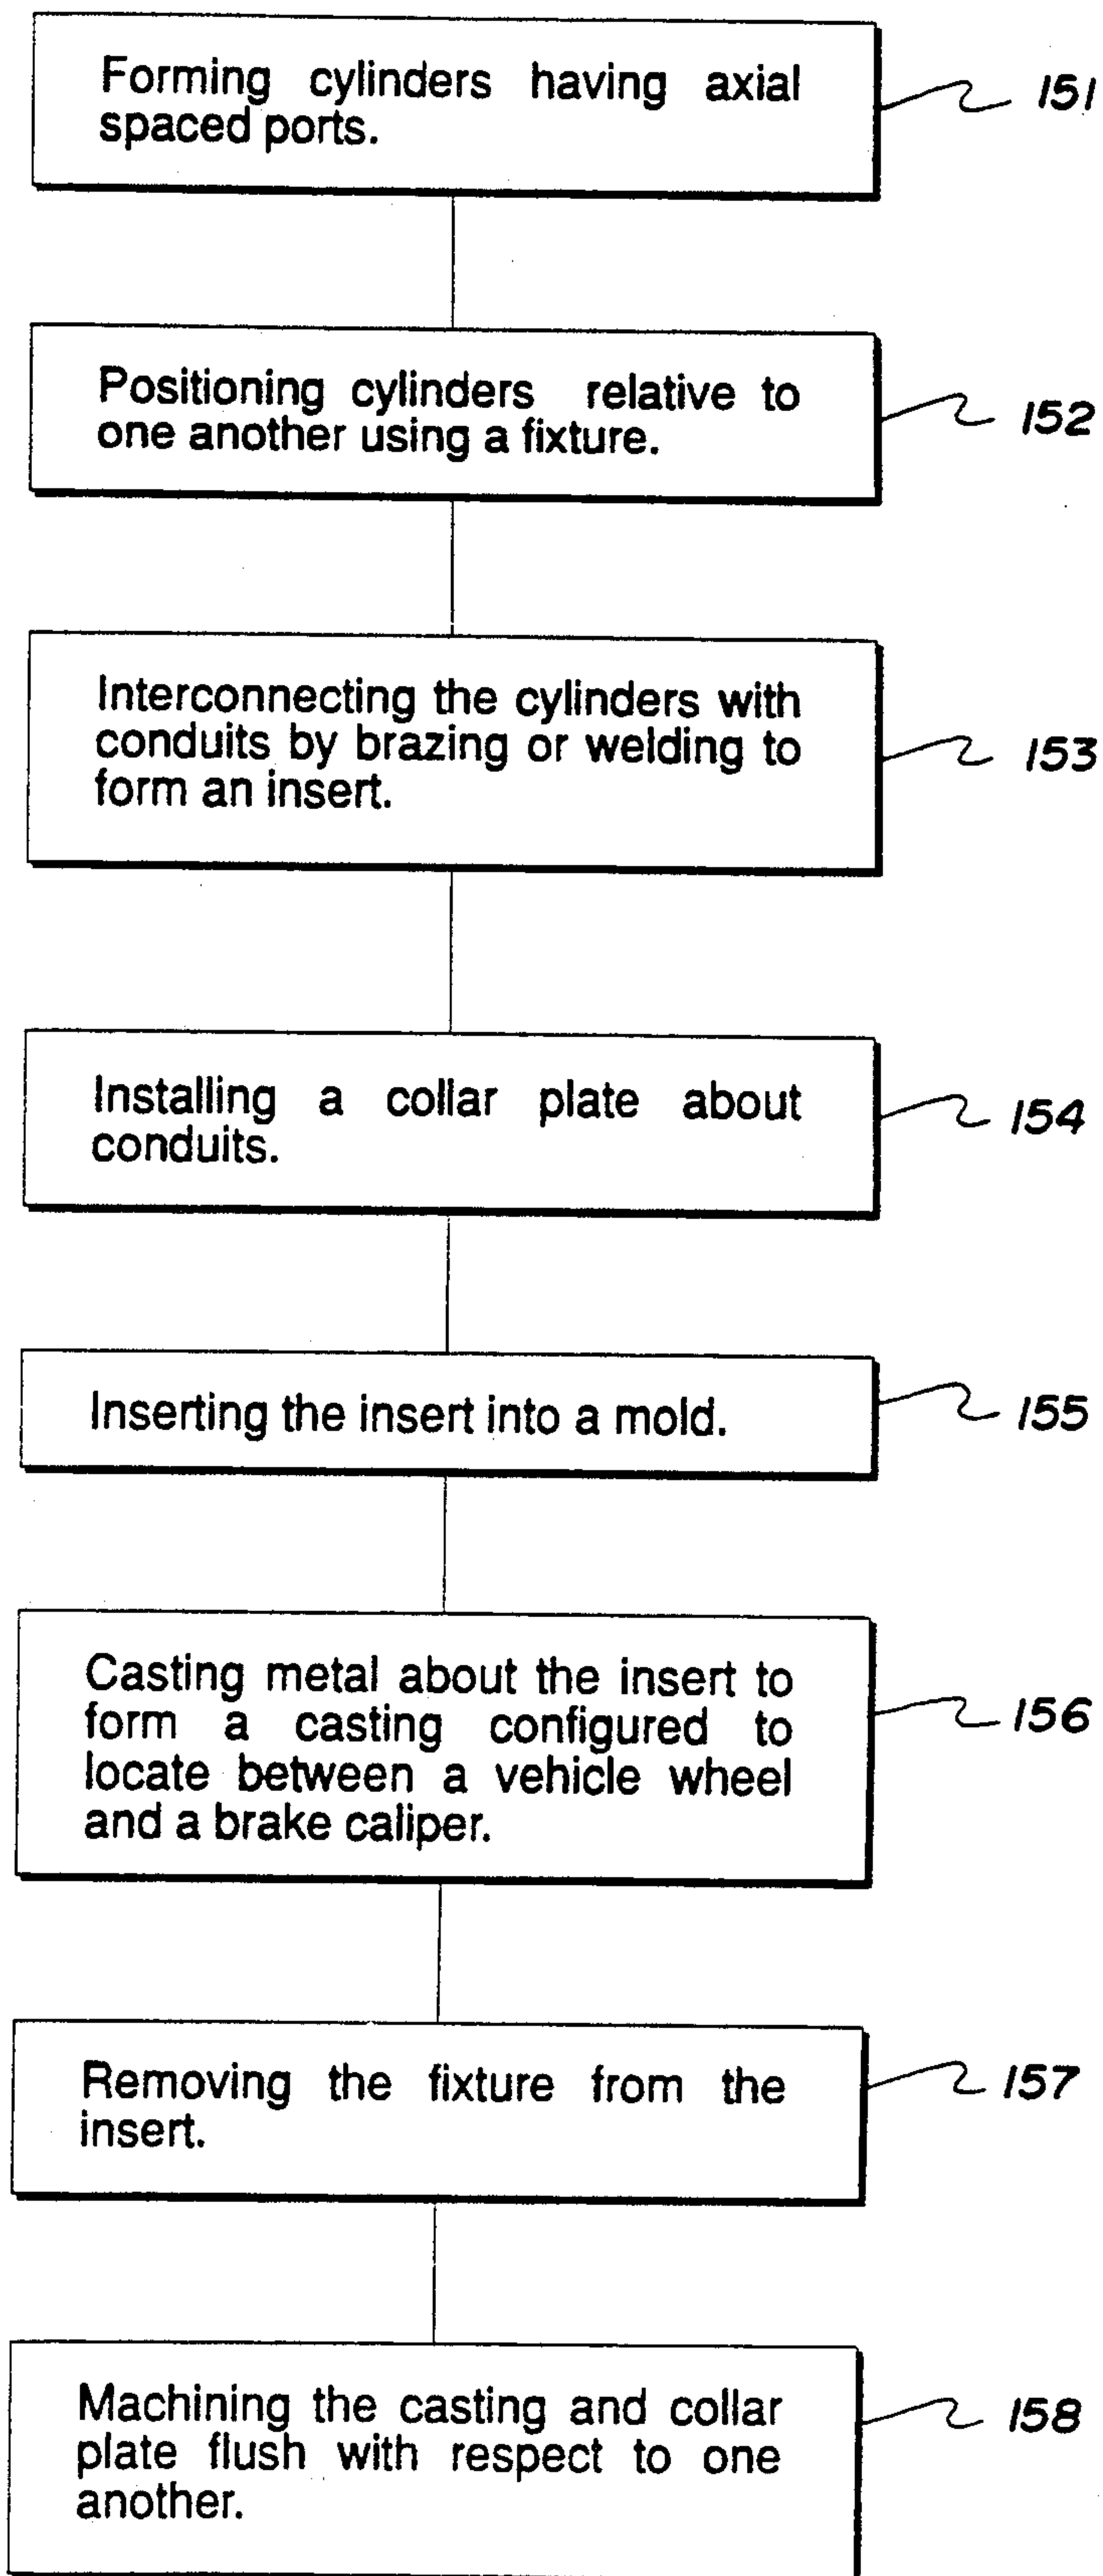 Forming cylinders having axial
spaced ports.
151
Positioning cylinders relative to
one another using a fixture.
152
Interconnecting the cylinders with
conduits by brazing or welding to
form an insert.
153
Installing a collar plate about
conduits.
154
Inserting the insert into a mold.
155
Casting metal about the insert to
form a casting configured to
locate between a vehicle wheel
and a brake caliper.
156
Removing the fixture from the
insert.
157
Machining the casting and collar
plate flush with respect to one
another.
158